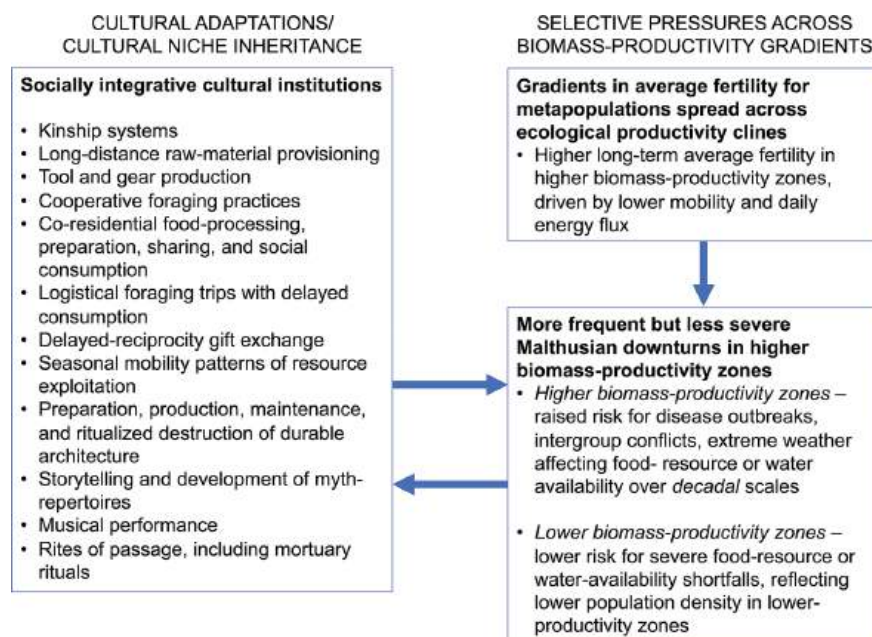 CULTURAL ADAPTATIONS/
CULTURAL NICHE INHERITANCE
Socially integrative cultural institutions
• Kinship systems
• Long-distance raw-material provisioning
• Tool and gear production
• Cooperative foraging practices
• Co-residential food-processing,
preparation, sharing, and social
consumption
• Logistical foraging trips with delayed
consumption
• Delayed-reciprocity gift exchange
• Seasonal mobility patterns of resource
exploitation
• Preparation, production, maintenance,
and ritualized destruction of durable
architecture
• Storytelling and development of myth-
repertoires
• Musical performance
• Rites of passage, including mortuary
rituals
SELECTIVE PRESSURES ACROSS
BIOMASS-PRODUCTIVITY GRADIENTS
Gradients in average fertility for
metapopulations spread across
ecological productivity clines
• Higher long-term average fertility in
higher biomass-productivity zones,
driven by lower mobility and daily
energy flux
More frequent but less severe
Malthusian downturns in higher
biomass-productivity zones
• Higher biomass-productivity zones –
raised risk for disease outbreaks,
intergroup conflicts, extreme weather
affecting food- resource or water
availability over decadal scales
• Lower biomass-productivity zones –
lower risk for severe food-resource or
water-availability shortfalls, reflecting
lower population density in lower-
productivity zones